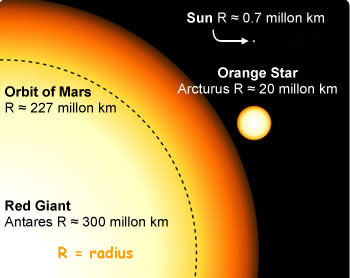 Sun R ≈ 0.7 millon km
Orange Star
Arcturus R ≈ 20 millon km
Orbit of Mars
R ≈ 227 millon km
Red Giant
Antares R ≈ 300 millon km
R = radius